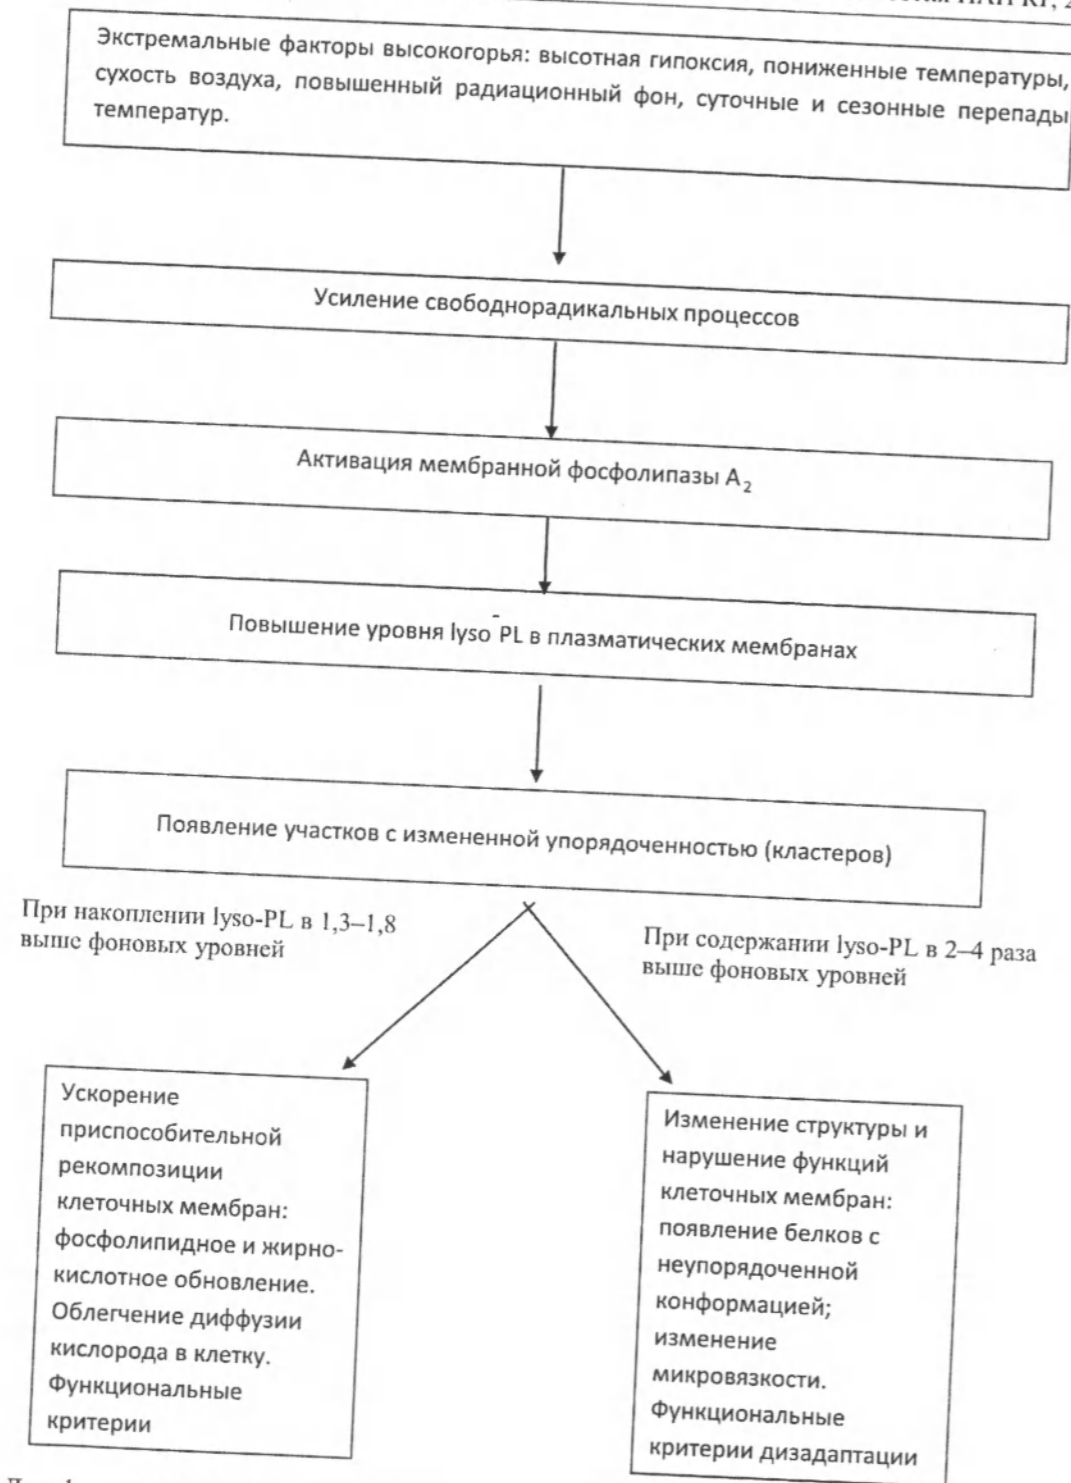 Экстремальные факторы высокогорья: высотная гипоксия, пониженные температуры,
сухость воздуха, повышенный радиационный фон, суточные и сезонные перепады
температур.
Усиление свободнорадикальных процессов
Активация мембранной фосфолипазы A₂
Повышение уровня lyso-PL в плазматических мембранах
Появление участков с измененной упорядоченностью (кластеров)
При накоплении lyso-PL в 1,3–1,8
выше фоновых уровней
При содержании lyso-PL в 2–4 раза
выше фоновых уровней
Ускорение
приспособительной
рекомпозиции
клеточных мембран:
фосфолипидное и жирно-
кислотное обновление.
Облегчение диффузии
кислорода в клетку.
Функциональные
критерии
Изменение структуры и
нарушение функций
клеточных мембран:
появление белков с
неупорядоченной
конформацией;
изменение
микровязкости.
Функциональные
критерии дизадаптации